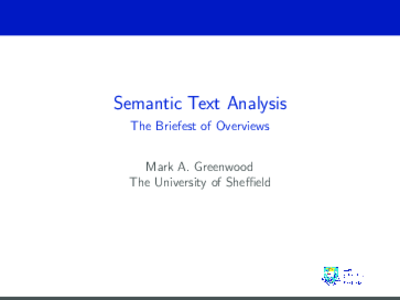 Semantic Text Analysis
The Briefest of Overviews
Mark A. Greenwood
The University of Sheffield